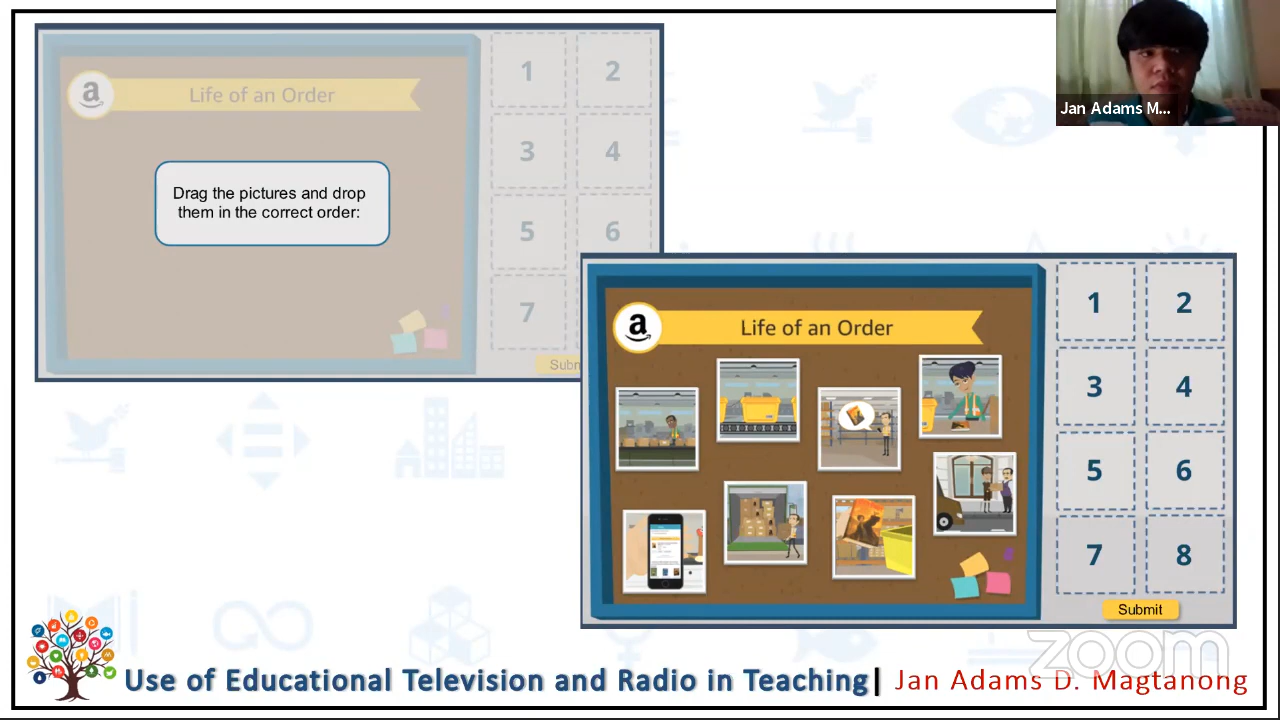 a
Life of an Order
Drag the pictures and drop
them in the correct order:
1
2
3
4
5
6
7
Subm
Jan Adams M...
a
Life of an Order
1
2
3
4
5
6
7
8
Submit
zoom
Use of Educational Television and Radio in Teaching| Jan Adams D. Magtanong